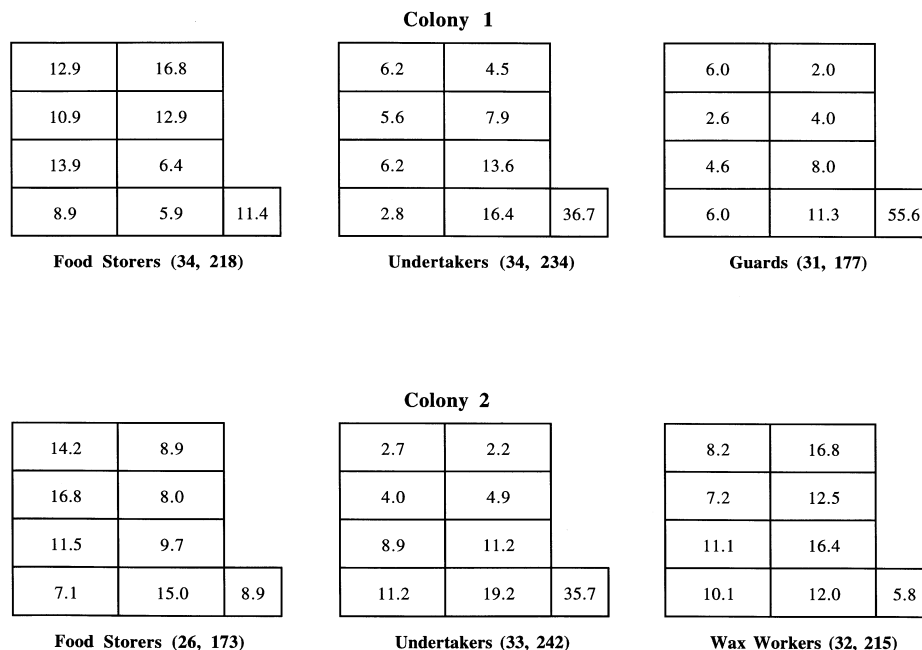 Colony 1
12.9 16.8 6.2 4.5 6.0 2.0
10.9 12.9 5.6 7.9 2.6 4.0
13.9 6.4 6.2 13.6 4.6 8.0
8.9 5.9 11.4 2.8 16.4 36.7 6.0 11.3 55.6
Food Storers (34, 218) Undertakers (34, 234) Guards (31, 177)
Colony 2
14.2 8.9 2.7 2.2 8.2 16.8
16.8 8.0 4.0 4.9 7.2 12.5
11.5 9.7 8.9 11.2 11.1 16.4
7.1 15.0 8.9 11.2 19.2 35.7 10.1 12.0 5.8
Food Storers (26, 173) Undertakers (33, 242) Wax Workers (32, 215)